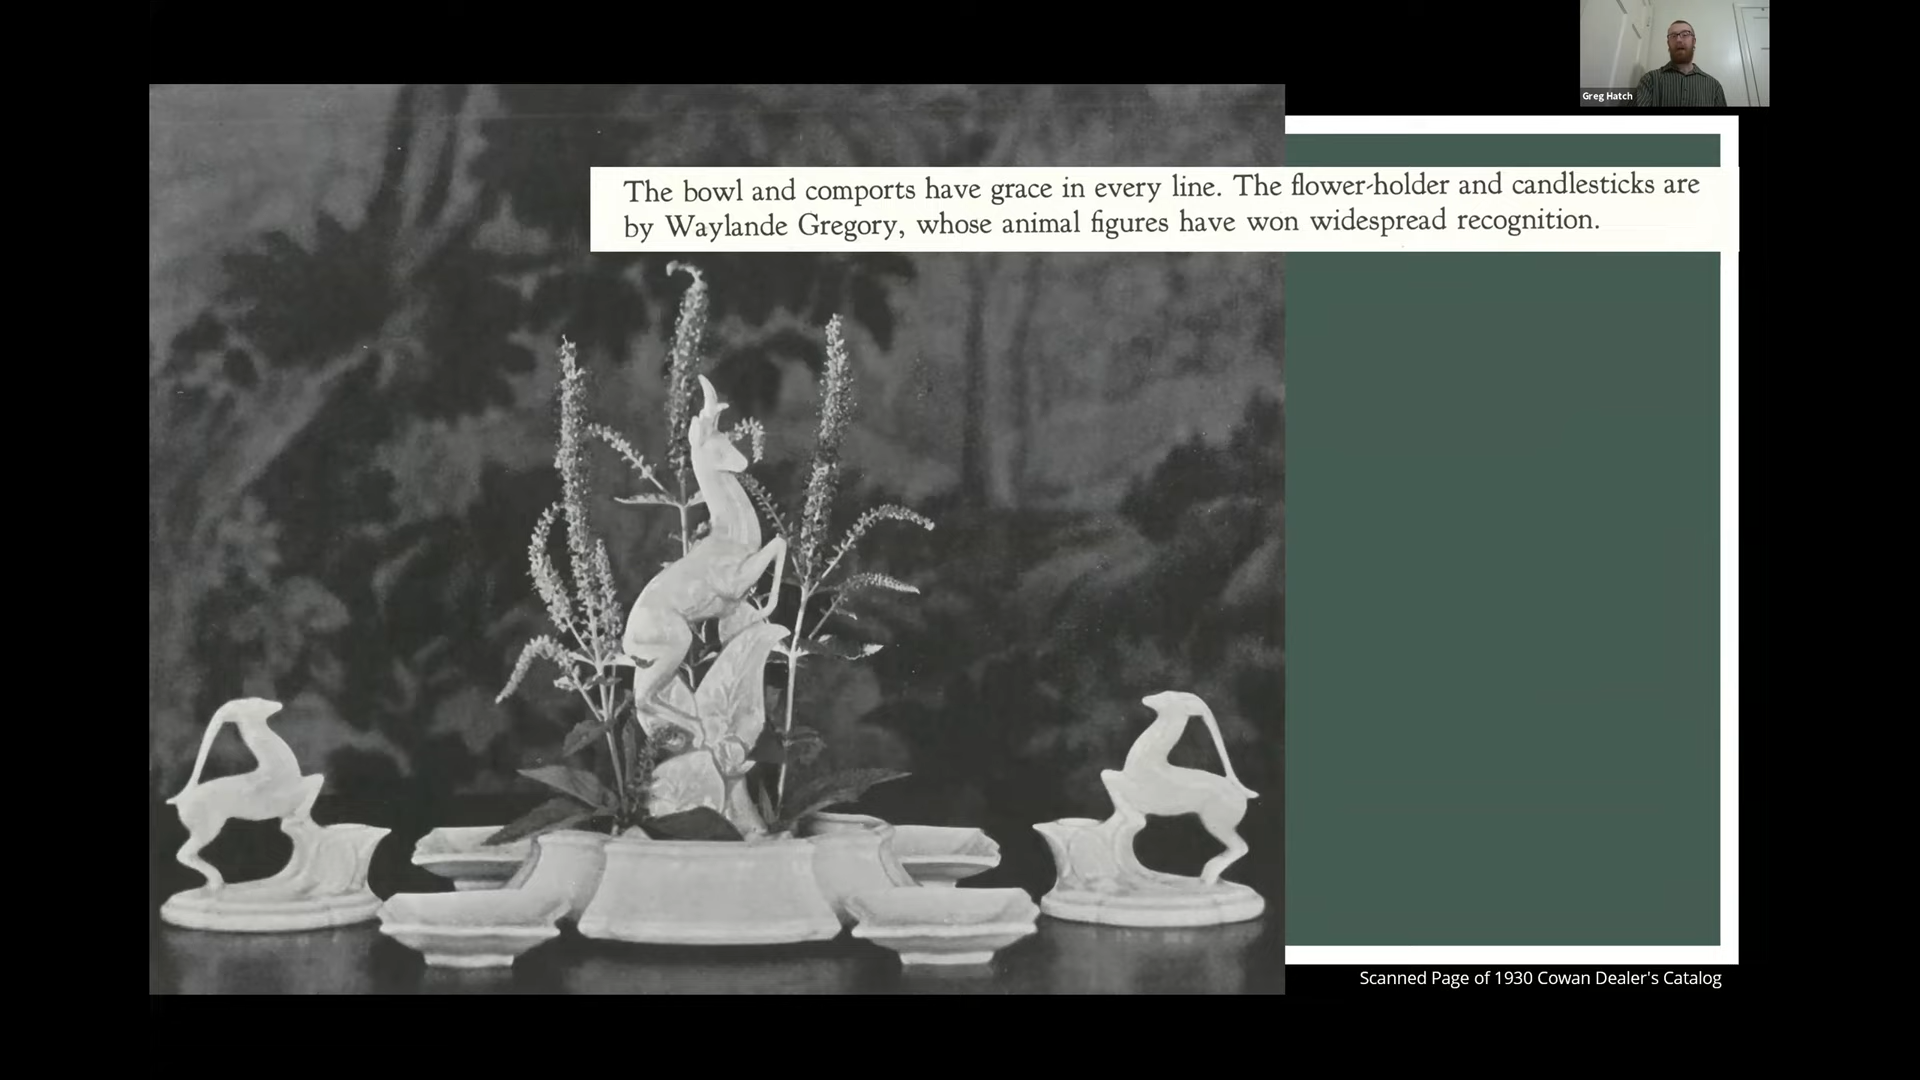 Greg Hatch
The bowl and comports have grace in every line. The flower-holder and candlesticks are
by Waylande Gregory, whose animal figures have won widespread recognition.
Scanned Page of 1930 Cowan Dealer's Catalog